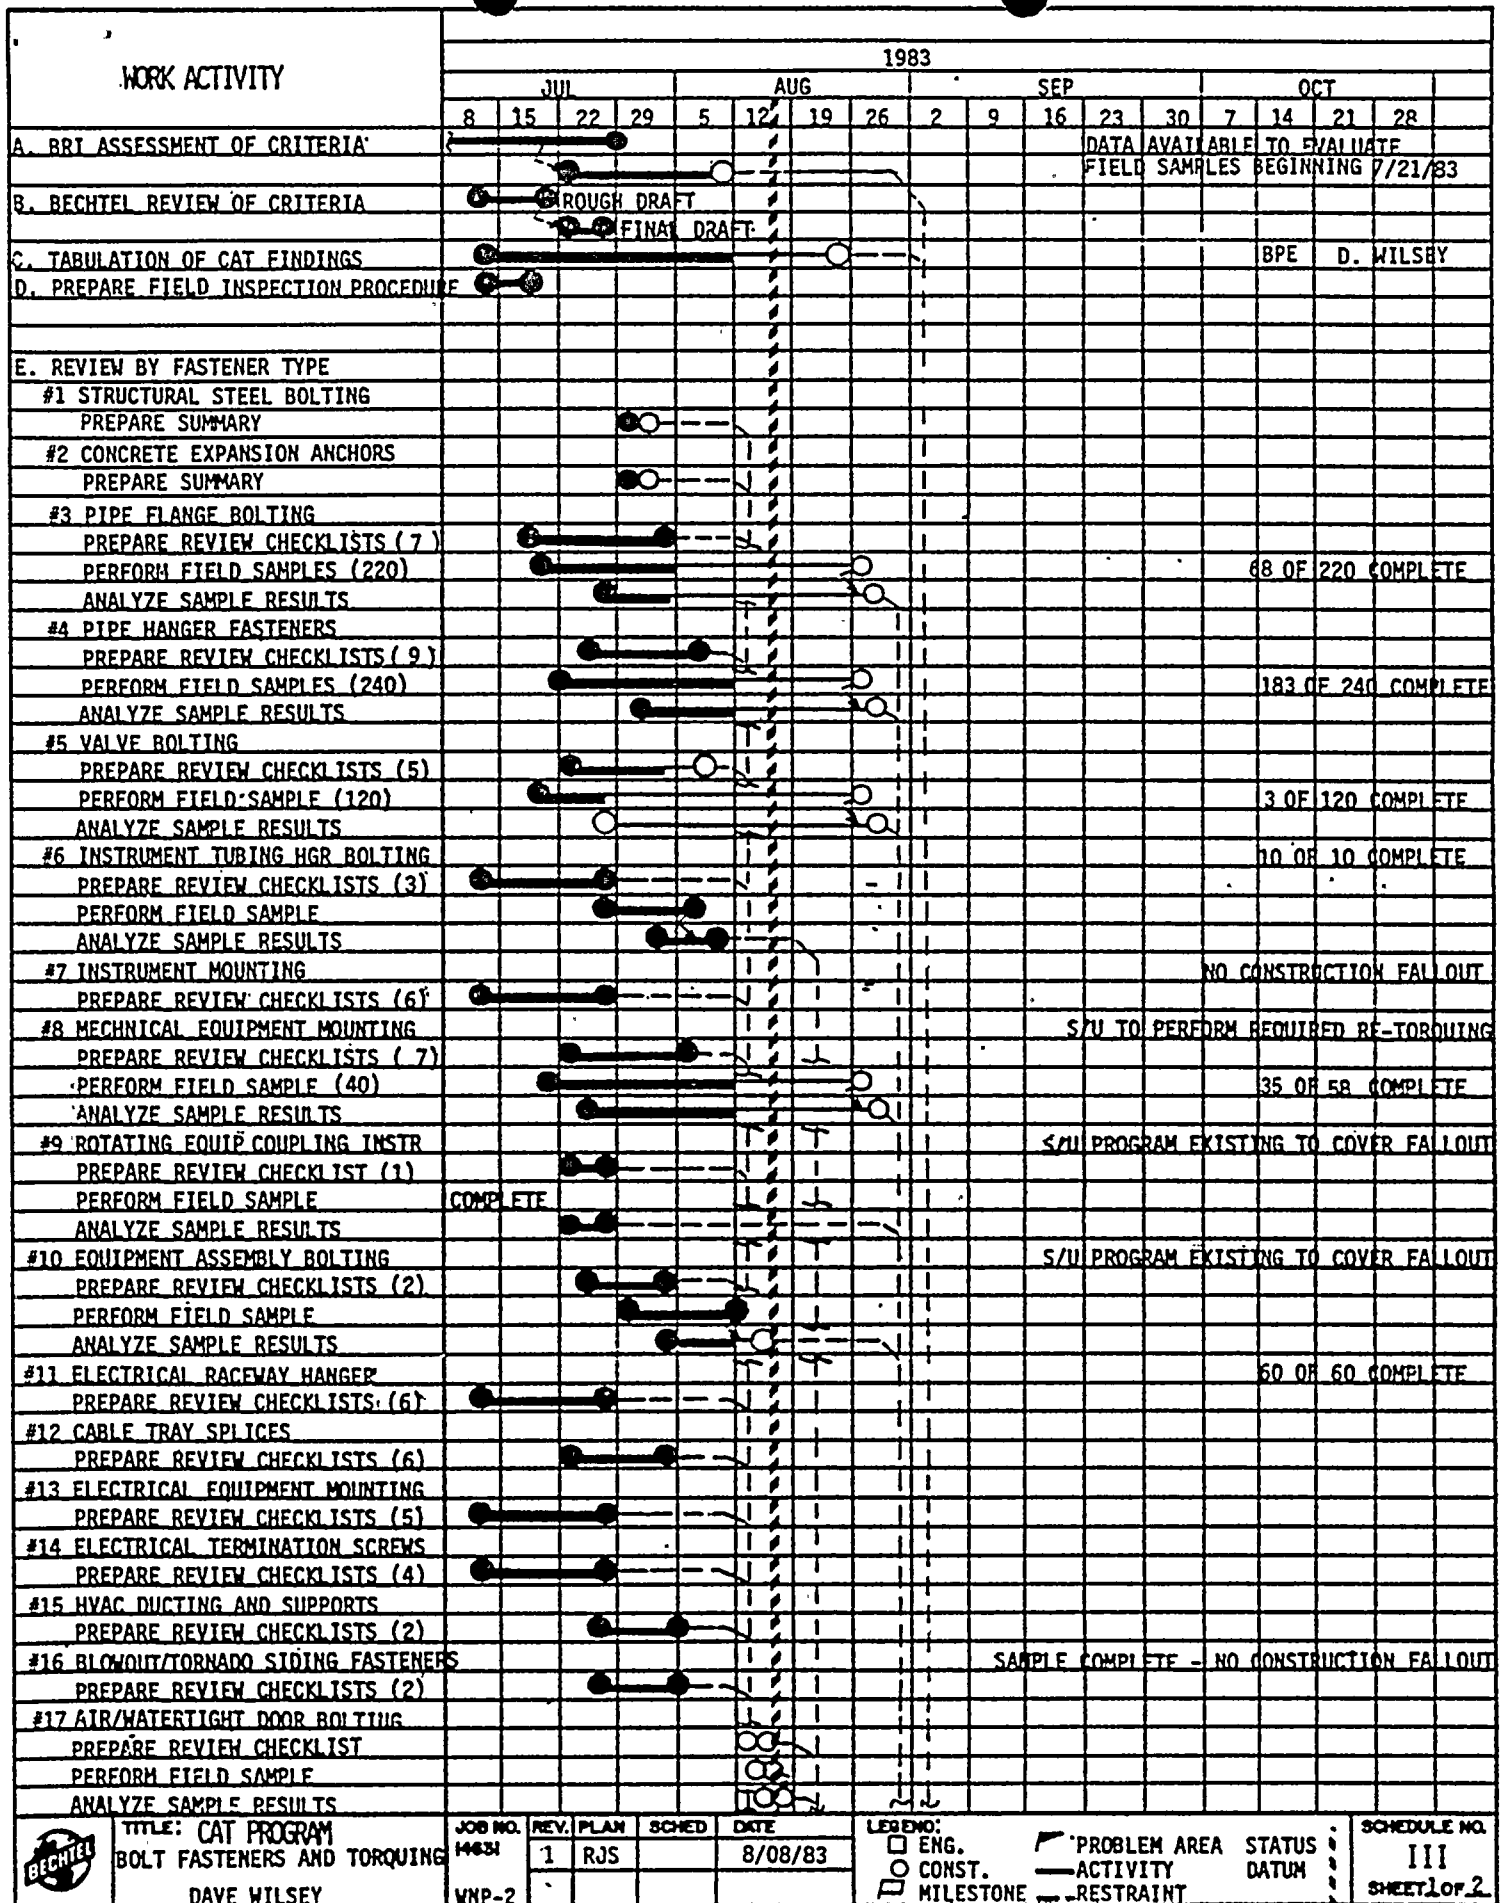 1983
WORK ACTIVITY
JUL AUG SEP OCT
8 15 22 29 5 12 19 26 2 9 16 23 30 7 14 21 28
A. BRI ASSESSMENT OF CRITERIA DATA AVAILABLE TO EVALUATE
FIELD SAMPLES BEGINNING 7/21/83
B. BECHTEL REVIEW OF CRITERIA ROUGH DRAFT
FINAL DRAFT
C. TABULATION OF CAT FINDINGS BPE D. WILSEY
D. PREPARE FIELD INSPECTION PROCEDURE
E. REVIEW BY FASTENER TYPE
#1 STRUCTURAL STEEL BOLTING
PREPARE SUMMARY
#2 CONCRETE EXPANSION ANCHORS
PREPARE SUMMARY
#3 PIPE FLANGE BOLTING
PREPARE REVIEW CHECKLISTS (7)
PERFORM FIELD SAMPLES (220) 68 OF 220 COMPLETE
ANALYZE SAMPLE RESULTS
#4 PIPE HANGER FASTENERS
PREPARE REVIEW CHECKLISTS (9)
PERFORM FIELD SAMPLES (240) 183 OF 240 COMPLETE
ANALYZE SAMPLE RESULTS
#5 VALVE BOLTING
PREPARE REVIEW CHECKLISTS (5)
PERFORM FIELD SAMPLE (120) 3 OF 120 COMPLETE
ANALYZE SAMPLE RESULTS
#6 INSTRUMENT TUBING HGR BOLTING 10 OF 10 COMPLETE
PREPARE REVIEW CHECKLISTS (3)
PERFORM FIELD SAMPLE
ANALYZE SAMPLE RESULTS
#7 INSTRUMENT MOUNTING NO CONSTRUCTION FALLOUT
PREPARE REVIEW CHECKLISTS (6)
#8 MECHNICAL EQUIPMENT MOUNTING S/U TO PERFORM REQUIRED RE-TORQUING
PREPARE REVIEW CHECKLISTS (7)
PERFORM FIELD SAMPLE (40) 35 OF 58 COMPLETE
ANALYZE SAMPLE RESULTS
#9 ROTATING EQUIP COUPLING INSTR S/U PROGRAM EXISTING TO COVER FALLOUT
PREPARE REVIEW CHECKLIST (1)
PERFORM FIELD SAMPLE COMPLETE
ANALYZE SAMPLE RESULTS
#10 EQUIPMENT ASSEMBLY BOLTING S/U PROGRAM EXISTING TO COVER FALLOUT
PREPARE REVIEW CHECKLISTS (2)
PERFORM FIELD SAMPLE
ANALYZE SAMPLE RESULTS
#11 ELECTRICAL RACEWAY HANGER 60 OF 60 COMPLETE
PREPARE REVIEW CHECKLISTS (6)
#12 CABLE TRAY SPLICES
PREPARE REVIEW CHECKLISTS (6)
#13 ELECTRICAL EQUIPMENT MOUNTING
PREPARE REVIEW CHECKLISTS (5)
#14 ELECTRICAL TERMINATION SCREWS
PREPARE REVIEW CHECKLISTS (4)
#15 HVAC DUCTING AND SUPPORTS
PREPARE REVIEW CHECKLISTS (2)
#16 BLOWOUT/TORNADO SIDING FASTENERS SAMPLE COMPLETE - NO CONSTRUCTION FALLOUT
PREPARE REVIEW CHECKLISTS (2)
#17 AIR/WATERTIGHT DOOR BOLTING
PREPARE REVIEW CHECKLIST
PERFORM FIELD SAMPLE
ANALYZE SAMPLE RESULTS
BECHTEL
TITLE: CAT PROGRAM
BOLT FASTENERS AND TORQUING
DAVE WILSEY
JOB NO. REV. PLAN SCHED DATE
14631 1 RJS 8/08/83
WNP-2
LEGEND:
ENG. PROBLEM AREA STATUS
CONST. ACTIVITY DATUM
MILESTONE RESTRAINT
SCHEDULE NO.
III
SHEET 1 OF 2